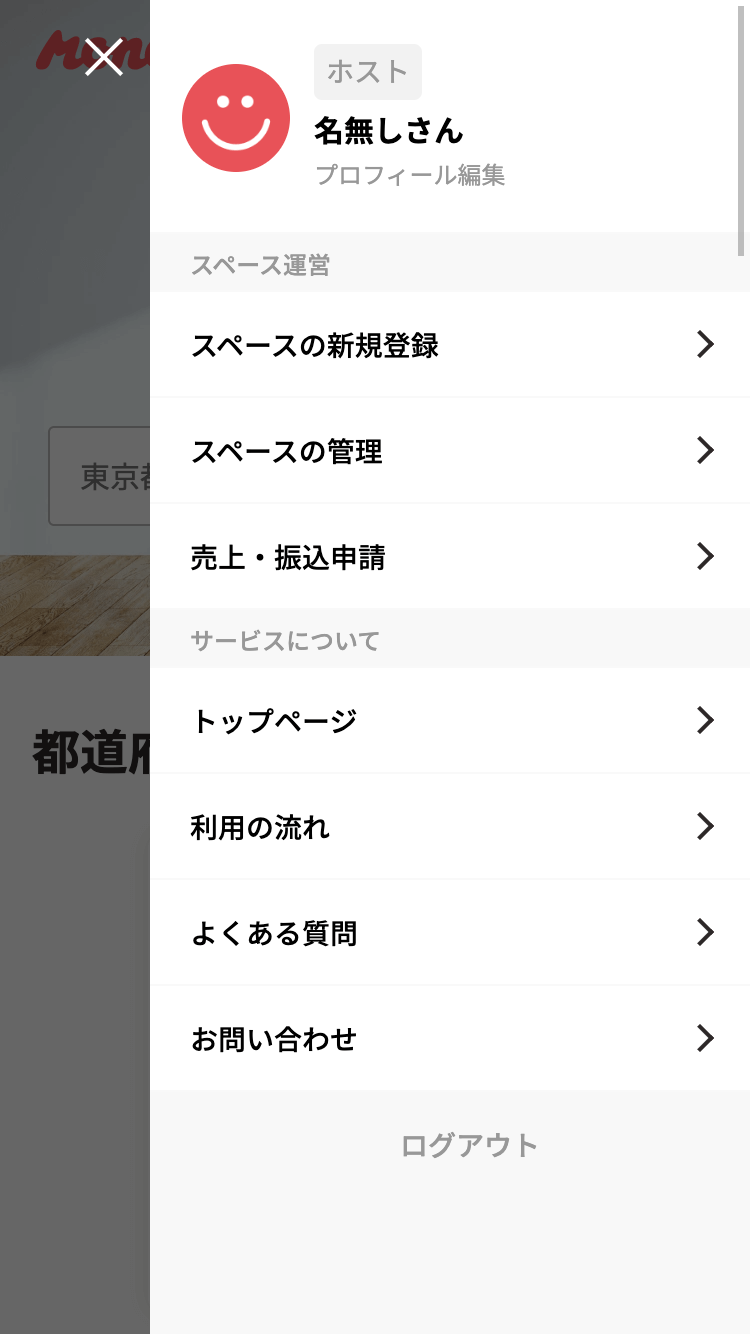 ホスト
名無しさん
プロフィール編集
スペース運営
スペースの新規登録
スペースの管理
売上・振込申請
サービスについて
トップページ
利用の流れ
よくある質問
お問い合わせ
ログアウト
東京都
都道府